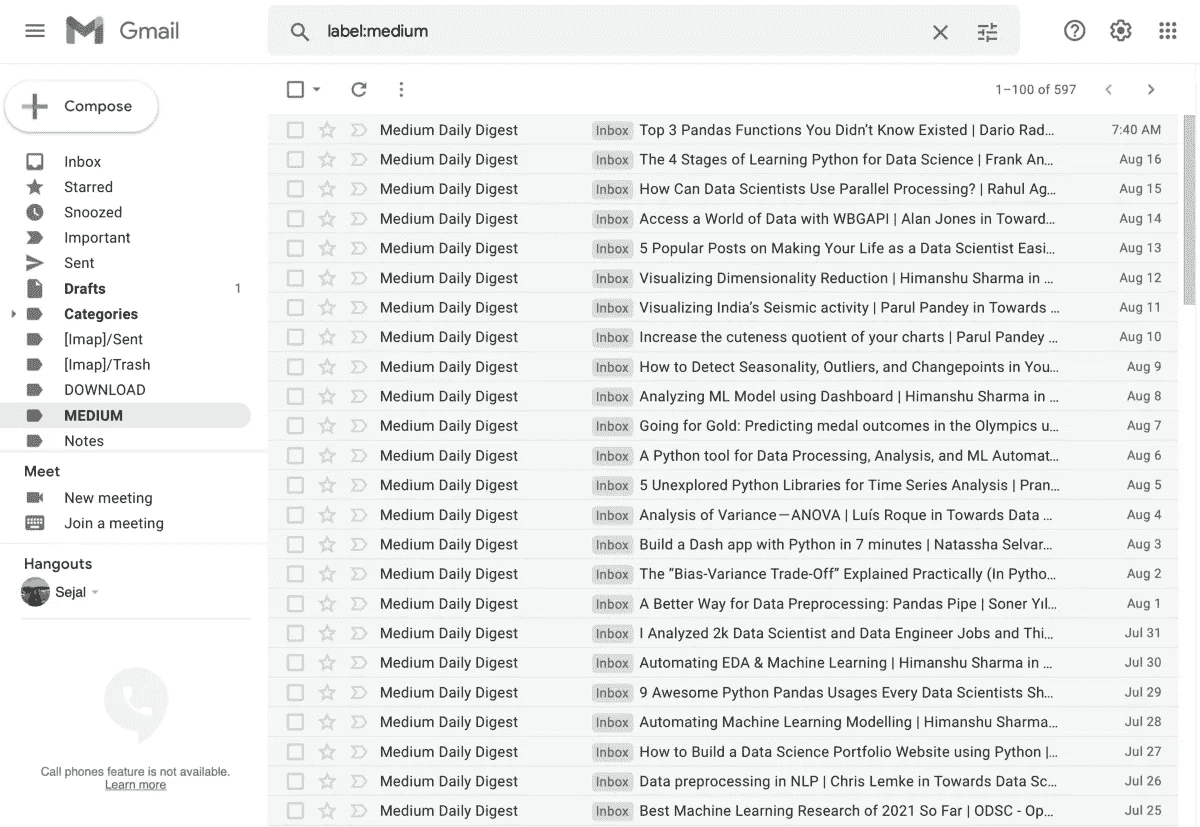 Gmail
label:medium
Compose
1–100 of 597
Inbox
Starred
Snoozed
Important
Sent
Drafts 1
Categories
[Imap]/Sent
[Imap]/Trash
DOWNLOAD
MEDIUM
Notes
Meet
New meeting
Join a meeting
Hangouts
Sejal
Call phones feature is not available.
Learn more
Medium Daily Digest Inbox Top 3 Pandas Functions You Didn’t Know Existed | Dario Rad… 7:40 AM
Medium Daily Digest Inbox The 4 Stages of Learning Python for Data Science | Frank An… Aug 16
Medium Daily Digest Inbox How Can Data Scientists Use Parallel Processing? | Rahul Ag… Aug 15
Medium Daily Digest Inbox Access a World of Data with WBGAPI | Alan Jones in Toward… Aug 14
Medium Daily Digest Inbox 5 Popular Posts on Making Your Life as a Data Scientist Easi… Aug 13
Medium Daily Digest Inbox Visualizing Dimensionality Reduction | Himanshu Sharma in … Aug 12
Medium Daily Digest Inbox Visualizing India’s Seismic activity | Parul Pandey in Towards … Aug 11
Medium Daily Digest Inbox Increase the cuteness quotient of your charts | Parul Pandey … Aug 10
Medium Daily Digest Inbox How to Detect Seasonality, Outliers, and Changepoints in You… Aug 9
Medium Daily Digest Inbox Analyzing ML Model using Dashboard | Himanshu Sharma in … Aug 8
Medium Daily Digest Inbox Going for Gold: Predicting medal outcomes in the Olympics u… Aug 7
Medium Daily Digest Inbox A Python tool for Data Processing, Analysis, and ML Automat… Aug 6
Medium Daily Digest Inbox 5 Unexplored Python Libraries for Time Series Analysis | Pran… Aug 5
Medium Daily Digest Inbox Analysis of Variance — ANOVA | Luís Roque in Towards Data … Aug 4
Medium Daily Digest Inbox Build a Dash app with Python in 7 minutes | Natassha Selvar… Aug 3
Medium Daily Digest Inbox The “Bias-Variance Trade-Off” Explained Practically (In Pytho… Aug 2
Medium Daily Digest Inbox A Better Way for Data Preprocessing: Pandas Pipe | Soner Yıl… Aug 1
Medium Daily Digest Inbox I Analyzed 2k Data Scientist and Data Engineer Jobs and Thi… Jul 31
Medium Daily Digest Inbox Automating EDA & Machine Learning | Himanshu Sharma in … Jul 30
Medium Daily Digest Inbox 9 Awesome Python Pandas Usages Every Data Scientists Sh… Jul 29
Medium Daily Digest Inbox Automating Machine Learning Modelling | Himanshu Sharma… Jul 28
Medium Daily Digest Inbox How to Build a Data Science Portfolio Website using Python |… Jul 27
Medium Daily Digest Inbox Data preprocessing in NLP | Chris Lemke in Towards Data Sc… Jul 26
Medium Daily Digest Inbox Best Machine Learning Research of 2021 So Far | ODSC - Op… Jul 25